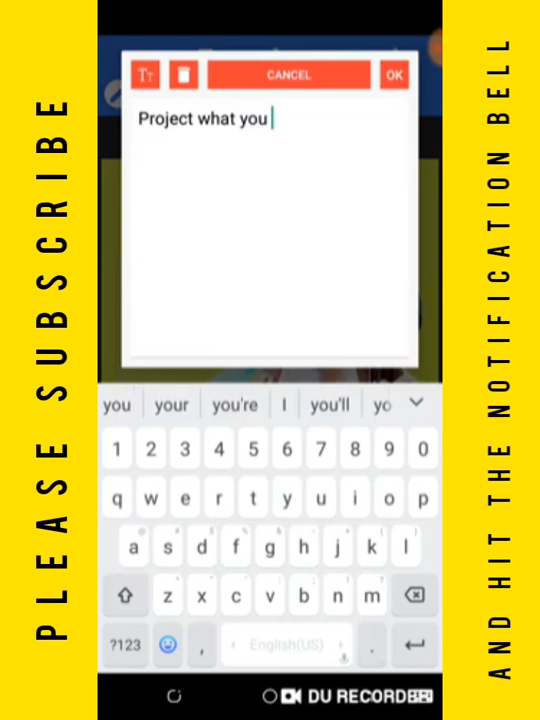 PLEASE SUBSCRIBE
TT
CANCEL
OK
Project what you
you your you're I you'll yo
1 2 3 4 5 6 7 8 9 0
q w e r t y u i o p
@ # & * - + = ( )
a s d f g h j k l
z x c v b n m
?123 , English(US) .
DU RECORDER
AND HIT THE NOTIFICATION BELL